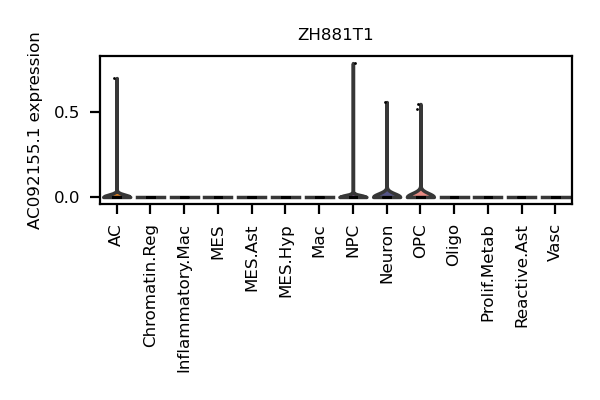 ZH881T1
AC092155.1 expression
0.5
0.0
AC
Chromatin.Reg
Inflammatory.Mac
MES
MES.Ast
MES.Hyp
Mac
NPC
Neuron
OPC
Oligo
Prolif.Metab
Reactive.Ast
Vasc